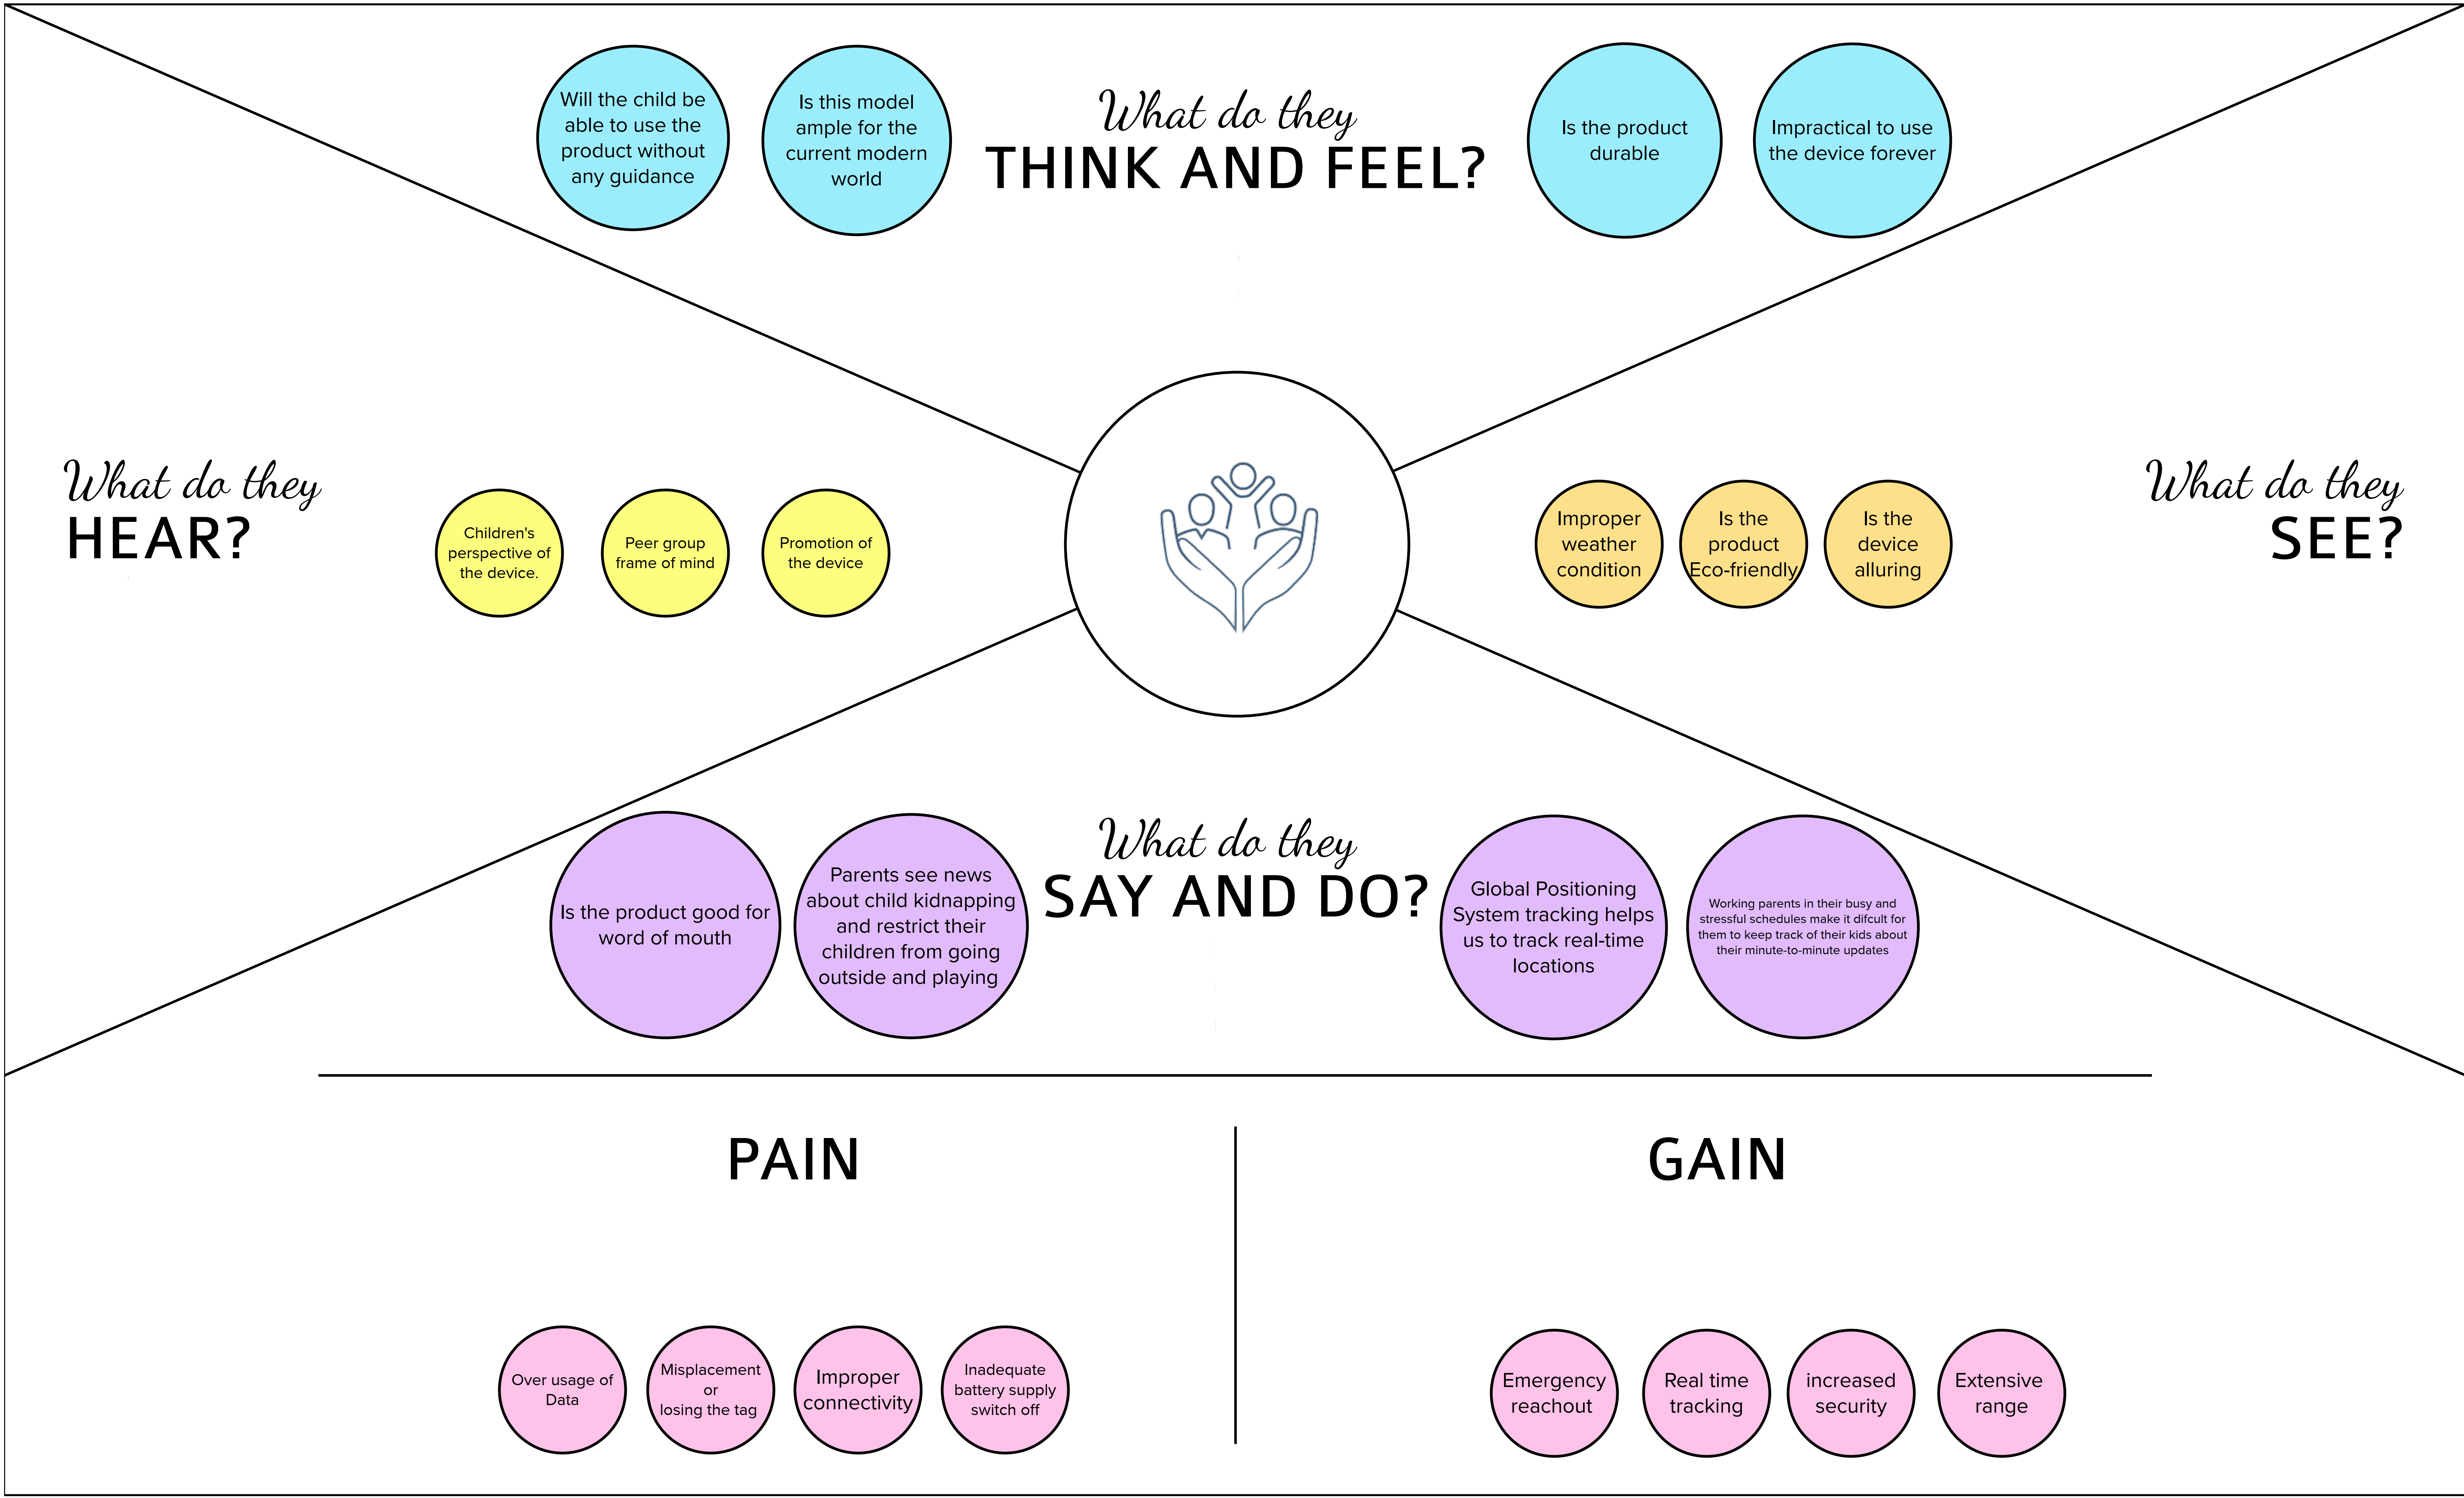 What do they
THINK AND FEEL?
Will the child be
able to use the
product without
any guidance
Is this model
ample for the
current modern
world
Is the product
durable
Impractical to use
the device forever
What do they
HEAR?
Children's
perspective of
the device.
Peer group
frame of mind
Promotion of
the device
What do they
SEE?
Improper
weather
condition
Is the
product
Eco-friendly
Is the
device
alluring
What do they
SAY AND DO?
Is the product good for
word of mouth
Parents see news
about child kidnapping
and restrict their
children from going
outside and playing
Global Positioning
System tracking helps
us to track real-time
locations
Working parents in their busy and
stressful schedules make it difcult for
them to keep track of their kids about
their minute-to-minute updates
PAIN
Over usage of
Data
Misplacement
or
losing the tag
Improper
connectivity
Inadequate
battery supply
switch off
GAIN
Emergency
reachout
Real time
tracking
increased
security
Extensive
range